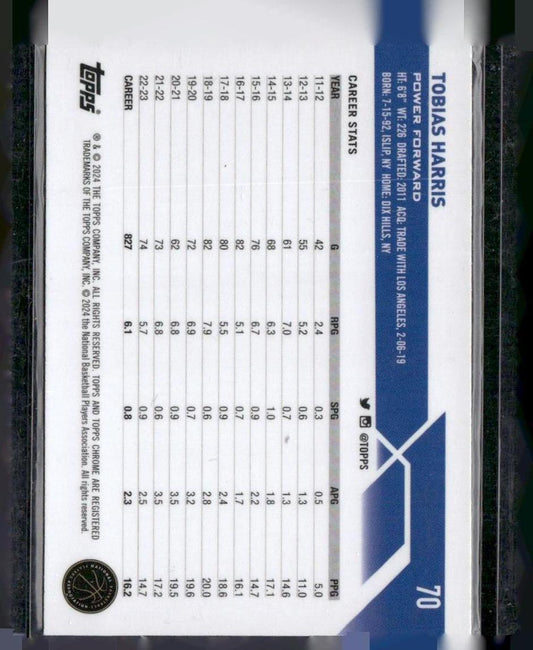 TOBIAS HARRIS
70
POWER FORWARD
HT: 6'8" WT: 226 DRAFTED: 2011 ACQ: TRADE WITH LOS ANGELES, 2-06-19
BORN: 7-15-92, ISLIP, NY HOME: DIX HILLS, NY
@TOPPS
CAREER STATS
YEAR G RPG SPG APG PPG
11-12 42 2.4 0.3 0.5 5.0
12-13 55 5.2 0.6 1.3 11.0
13-14 61 7.0 0.7 1.3 14.6
14-15 68 6.3 1.0 1.8 17.1
15-16 76 6.7 0.9 2.2 14.7
16-17 82 5.1 0.7 1.7 16.1
17-18 80 5.5 0.9 2.4 18.6
18-19 82 7.9 0.6 2.8 20.0
19-20 72 6.9 0.7 3.2 19.6
20-21 62 6.8 0.9 3.5 19.5
21-22 73 6.8 0.6 3.5 17.2
22-23 74 5.7 0.9 2.5 14.7
CAREER 827 6.1 0.8 2.3 16.2
topps®
® & © 2024 THE TOPPS COMPANY, INC. ALL RIGHTS RESERVED. TOPPS AND TOPPS CHROME ARE REGISTERED
TRADEMARKS OF THE TOPPS COMPANY, INC. © 2024 the National Basketball Players Association. All rights reserved.